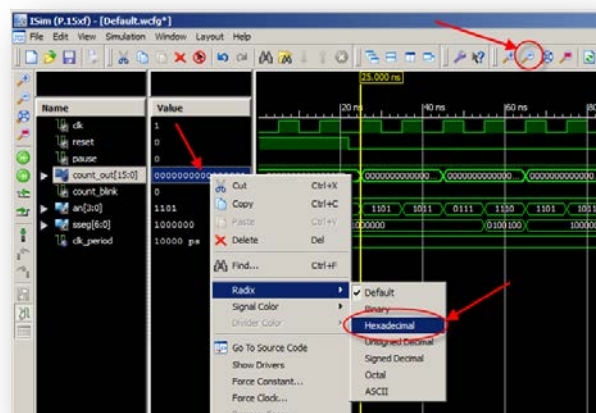 ISim (P.15xf) - [Default.wcfg*]
File Edit View Simulation Window Layout Help
25.000 ns
Name Value
20 ns 40 ns 60 ns 80
clk 1
reset 0
pause 0
count_out[15:0]
count_blink 0
an[3:0] 1101 1101 1011 0111 1110 1101 1011
sseg[6:0] 1000000 0100100
clk_period 10000 ps
Cut Ctrl+X
Copy Ctrl+C
Paste Ctrl+V
Delete Del
Find... Ctrl+F
Radix
Signal Color
Divider Color
Go To Source Code
Show Drivers
Force Constant...
Force Clock...
Default
Binary
Hexadecimal
Unsigned Decimal
Signed Decimal
Octal
ASCII